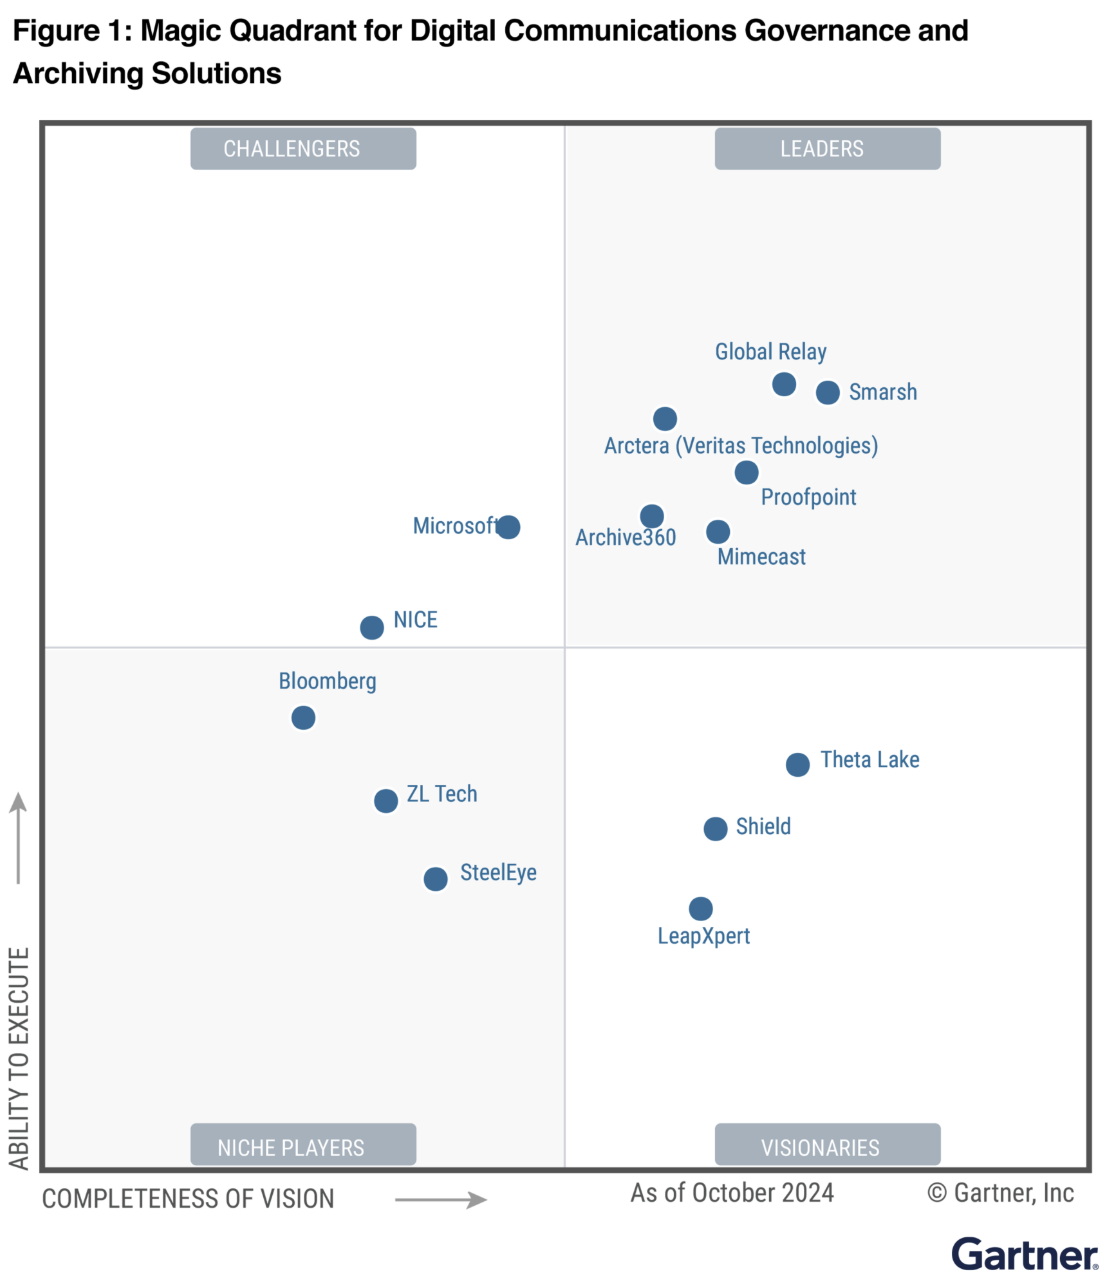 Figure 1: Magic Quadrant for Digital Communications Governance and
Archiving Solutions
CHALLENGERS
LEADERS
Global Relay
Smarsh
Arctera (Veritas Technologies)
Proofpoint
Microsoft
Archive360
Mimecast
NICE
Bloomberg
Theta Lake
ZL Tech
Shield
SteelEye
LeapXpert
ABILITY TO EXECUTE
NICHE PLAYERS
VISIONARIES
COMPLETENESS OF VISION
As of October 2024
© Gartner, Inc
Gartner®